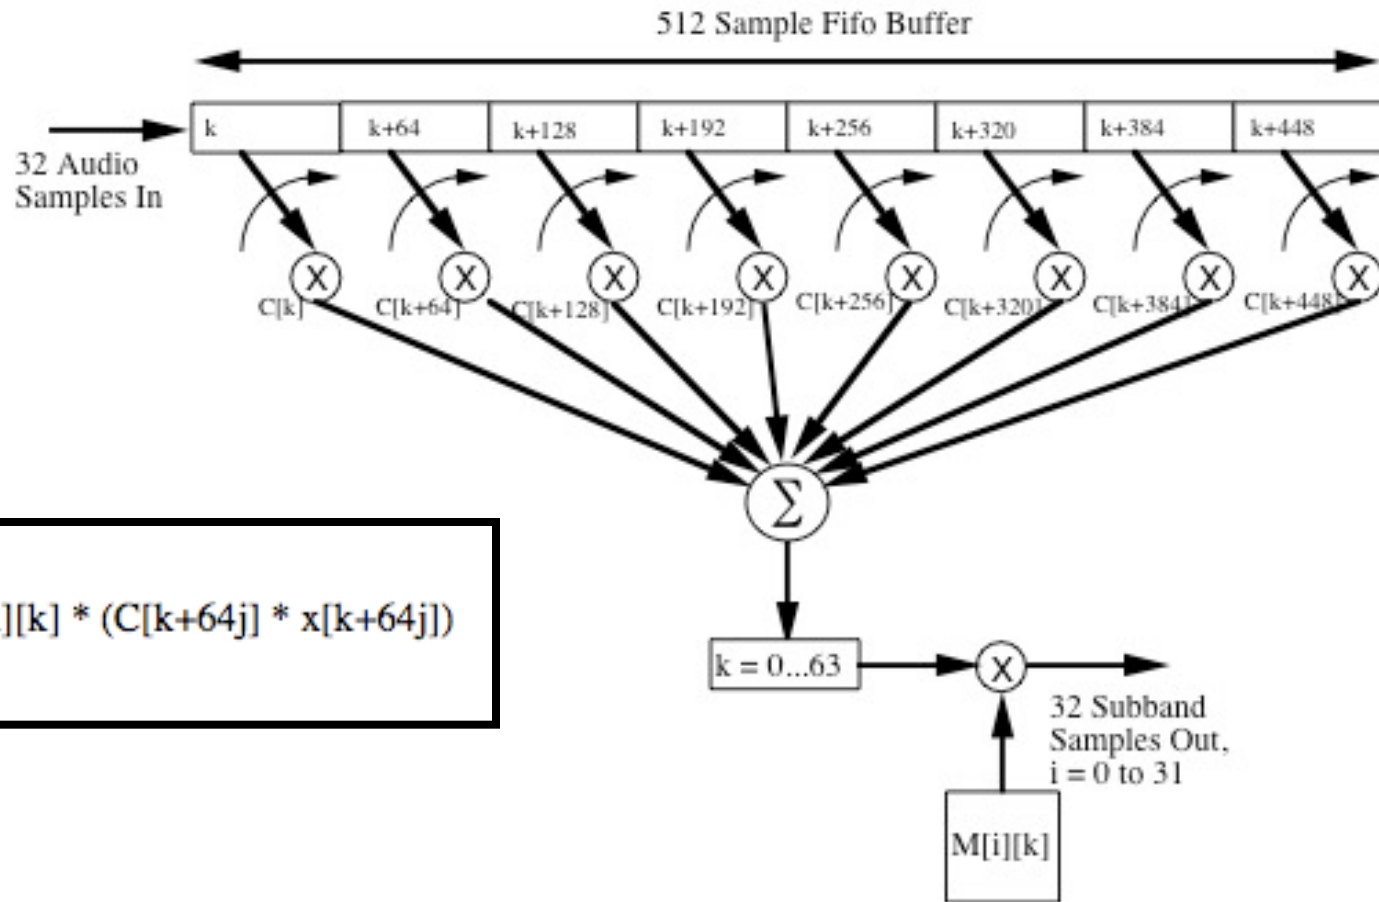 512 Sample Fifo Buffer
k
k+64
k+128
k+192
k+256
k+320
k+384
k+448
32 Audio
Samples In
X
X
X
X
X
X
X
X
C[k]
C[k+64]
C[k+128]
C[k+192]
C[k+256]
C[k+320]
C[k+384]
C[k+448]
Σ
][k] * (C[k+64j] * x[k+64j])
k = 0...63
X
32 Subband
Samples Out,
i = 0 to 31
M[i][k]